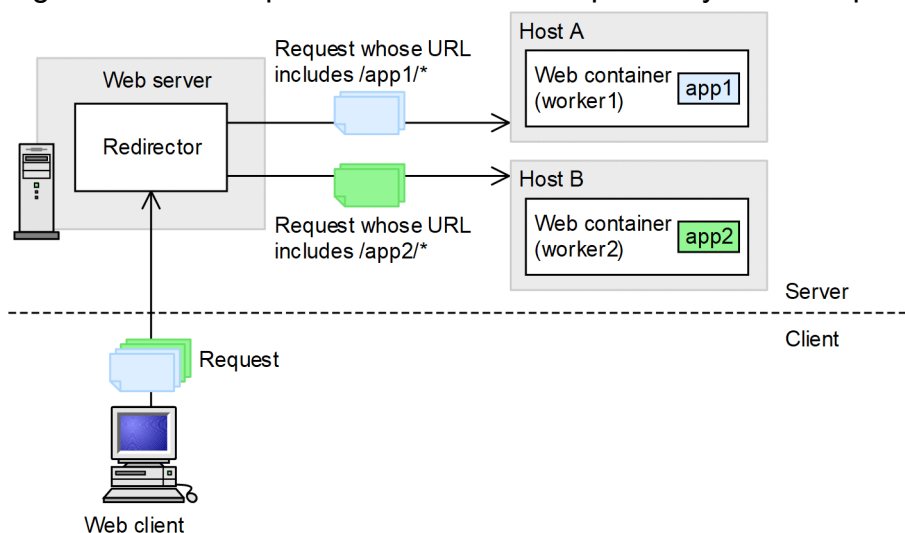 Host A
Request whose URL
includes /app1/*
Web server
Web container
(worker1)
app1
Redirector
Host B
Request whose URL
includes /app2/*
Web container
(worker2)
app2
Server
Client
Request
Web client